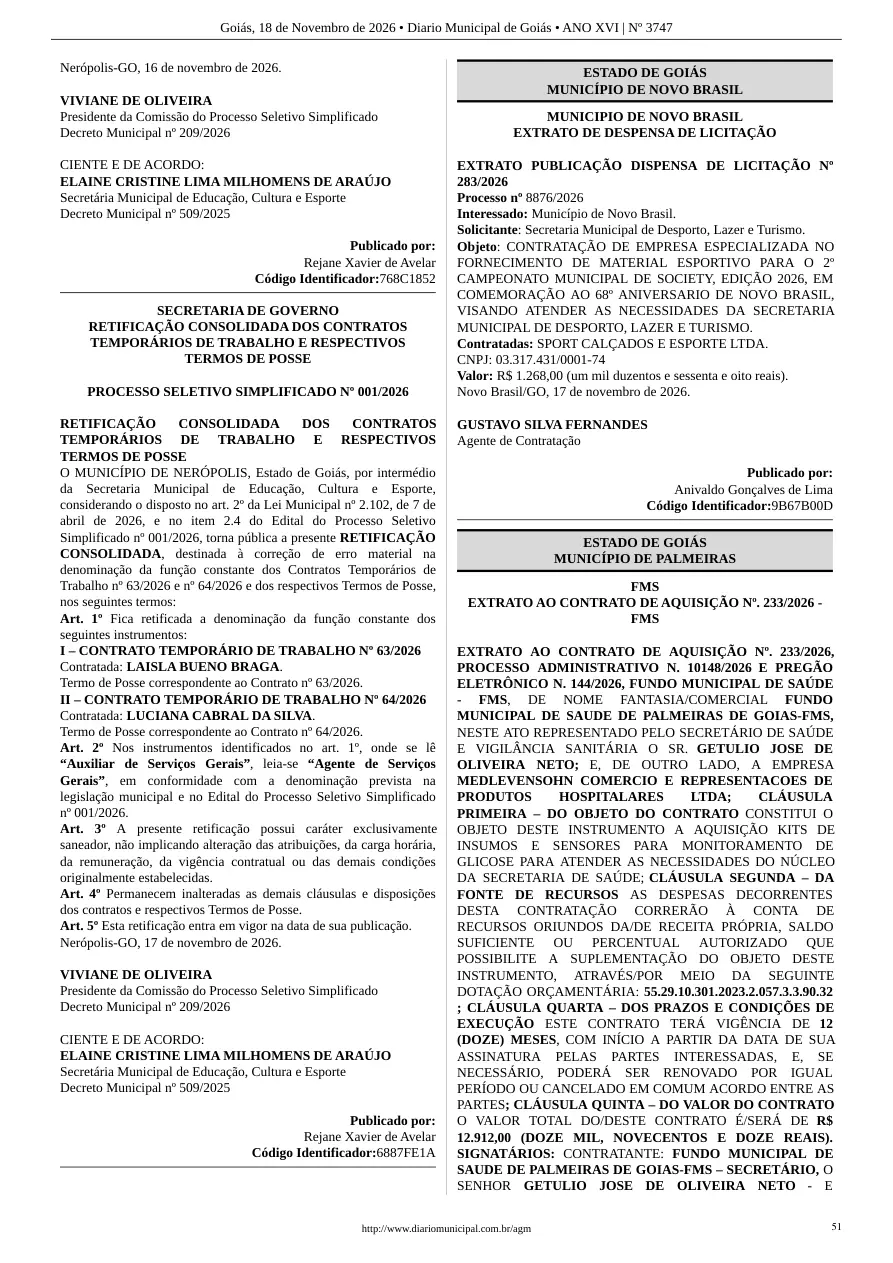 Goiás, 18 de Novembro de 2026 • Diario Municipal de Goiás • ANO XVI | Nº 3747
Nerópolis-GO, 16 de novembro de 2026.
VIVIANE DE OLIVEIRA
Presidente da Comissão do Processo Seletivo Simplificado
Decreto Municipal nº 209/2026
CIENTE E DE ACORDO:
ELAINE CRISTINE LIMA MILHOMENS DE ARAÚJO
Secretária Municipal de Educação, Cultura e Esporte
Decreto Municipal nº 509/2025
Publicado por:
Rejane Xavier de Avelar
Código Identificador:768C1852
SECRETARIA DE GOVERNO
RETIFICAÇÃO CONSOLIDADA DOS CONTRATOS
TEMPORÁRIOS DE TRABALHO E RESPECTIVOS
TERMOS DE POSSE
PROCESSO SELETIVO SIMPLIFICADO Nº 001/2026
RETIFICAÇÃO CONSOLIDADA DOS CONTRATOS
TEMPORÁRIOS DE TRABALHO E RESPECTIVOS
TERMOS DE POSSE
O MUNICÍPIO DE NERÓPOLIS, Estado de Goiás, por intermédio
da Secretaria Municipal de Educação, Cultura e Esporte,
considerando o disposto no art. 2º da Lei Municipal nº 2.102, de 7 de
abril de 2026, e no item 2.4 do Edital do Processo Seletivo
Simplificado nº 001/2026, torna pública a presente RETIFICAÇÃO
CONSOLIDADA, destinada à correção de erro material na
denominação da função constante dos Contratos Temporários de
Trabalho nº 63/2026 e nº 64/2026 e dos respectivos Termos de Posse,
nos seguintes termos:
Art. 1º Fica retificada a denominação da função constante dos
seguintes instrumentos:
I – CONTRATO TEMPORÁRIO DE TRABALHO Nº 63/2026
Contratada: LAISLA BUENO BRAGA.
Termo de Posse correspondente ao Contrato nº 63/2026.
II – CONTRATO TEMPORÁRIO DE TRABALHO Nº 64/2026
Contratada: LUCIANA CABRAL DA SILVA.
Termo de Posse correspondente ao Contrato nº 64/2026.
Art. 2º Nos instrumentos identificados no art. 1º, onde se lê
“Auxiliar de Serviços Gerais”, leia-se “Agente de Serviços
Gerais”, em conformidade com a denominação prevista na
legislação municipal e no Edital do Processo Seletivo Simplificado
nº 001/2026.
Art. 3º A presente retificação possui caráter exclusivamente
saneador, não implicando alteração das atribuições, da carga horária,
da remuneração, da vigência contratual ou das demais condições
originalmente estabelecidas.
Art. 4º Permanecem inalteradas as demais cláusulas e disposições
dos contratos e respectivos Termos de Posse.
Art. 5º Esta retificação entra em vigor na data de sua publicação.
Nerópolis-GO, 17 de novembro de 2026.
VIVIANE DE OLIVEIRA
Presidente da Comissão do Processo Seletivo Simplificado
Decreto Municipal nº 209/2026
CIENTE E DE ACORDO:
ELAINE CRISTINE LIMA MILHOMENS DE ARAÚJO
Secretária Municipal de Educação, Cultura e Esporte
Decreto Municipal nº 509/2025
Publicado por:
Rejane Xavier de Avelar
Código Identificador:6887FE1A
ESTADO DE GOIÁS
MUNICÍPIO DE NOVO BRASIL
MUNICIPIO DE NOVO BRASIL
EXTRATO DE DESPENSA DE LICITAÇÃO
EXTRATO PUBLICAÇÃO DISPENSA DE LICITAÇÃO Nº
283/2026
Processo nº 8876/2026
Interessado: Município de Novo Brasil.
Solicitante: Secretaria Municipal de Desporto, Lazer e Turismo.
Objeto: CONTRATAÇÃO DE EMPRESA ESPECIALIZADA NO
FORNECIMENTO DE MATERIAL ESPORTIVO PARA O 2º
CAMPEONATO MUNICIPAL DE SOCIETY, EDIÇÃO 2026, EM
COMEMORAÇÃO AO 68º ANIVERSARIO DE NOVO BRASIL,
VISANDO ATENDER AS NECESSIDADES DA SECRETARIA
MUNICIPAL DE DESPORTO, LAZER E TURISMO.
Contratadas: SPORT CALÇADOS E ESPORTE LTDA.
CNPJ: 03.317.431/0001-74
Valor: R$ 1.268,00 (um mil duzentos e sessenta e oito reais).
Novo Brasil/GO, 17 de novembro de 2026.
GUSTAVO SILVA FERNANDES
Agente de Contratação
Publicado por:
Anivaldo Gonçalves de Lima
Código Identificador:9B67B00D
ESTADO DE GOIÁS
MUNICÍPIO DE PALMEIRAS
FMS
EXTRATO AO CONTRATO DE AQUISIÇÃO Nº. 233/2026 -
FMS
EXTRATO AO CONTRATO DE AQUISIÇÃO Nº. 233/2026,
PROCESSO ADMINISTRATIVO N. 10148/2026 E PREGÃO
ELETRÔNICO N. 144/2026, FUNDO MUNICIPAL DE SAÚDE
- FMS, DE NOME FANTASIA/COMERCIAL FUNDO
MUNICIPAL DE SAUDE DE PALMEIRAS DE GOIAS-FMS,
NESTE ATO REPRESENTADO PELO SECRETÁRIO DE SAÚDE
E VIGILÂNCIA SANITÁRIA O SR. GETULIO JOSE DE
OLIVEIRA NETO; E, DE OUTRO LADO, A EMPRESA
MEDLEVENSOHN COMERCIO E REPRESENTACOES DE
PRODUTOS HOSPITALARES LTDA; CLÁUSULA
PRIMEIRA – DO OBJETO DO CONTRATO CONSTITUI O
OBJETO DESTE INSTRUMENTO A AQUISIÇÃO KITS DE
INSUMOS E SENSORES PARA MONITORAMENTO DE
GLICOSE PARA ATENDER AS NECESSIDADES DO NÚCLEO
DA SECRETARIA DE SAÚDE; CLÁUSULA SEGUNDA – DA
FONTE DE RECURSOS AS DESPESAS DECORRENTES
DESTA CONTRATAÇÃO CORRERÃO À CONTA DE
RECURSOS ORIUNDOS DA/DE RECEITA PRÓPRIA, SALDO
SUFICIENTE OU PERCENTUAL AUTORIZADO QUE
POSSIBILITE A SUPLEMENTAÇÃO DO OBJETO DESTE
INSTRUMENTO, ATRAVÉS/POR MEIO DA SEGUINTE
DOTAÇÃO ORÇAMENTÁRIA: 55.29.10.301.2023.2.057.3.3.90.32
; CLÁUSULA QUARTA – DOS PRAZOS E CONDIÇÕES DE
EXECUÇÃO ESTE CONTRATO TERÁ VIGÊNCIA DE 12
(DOZE) MESES, COM INÍCIO A PARTIR DA DATA DE SUA
ASSINATURA PELAS PARTES INTERESSADAS, E, SE
NECESSÁRIO, PODERÁ SER RENOVADO POR IGUAL
PERÍODO OU CANCELADO EM COMUM ACORDO ENTRE AS
PARTES; CLÁUSULA QUINTA – DO VALOR DO CONTRATO
O VALOR TOTAL DO/DESTE CONTRATO É/SERÁ DE R$
12.912,00 (DOZE MIL, NOVECENTOS E DOZE REAIS).
SIGNATÁRIOS: CONTRATANTE: FUNDO MUNICIPAL DE
SAUDE DE PALMEIRAS DE GOIAS-FMS – SECRETÁRIO, O
SENHOR GETULIO JOSE DE OLIVEIRA NETO - E
http://www.diariomunicipal.com.br/agm
51